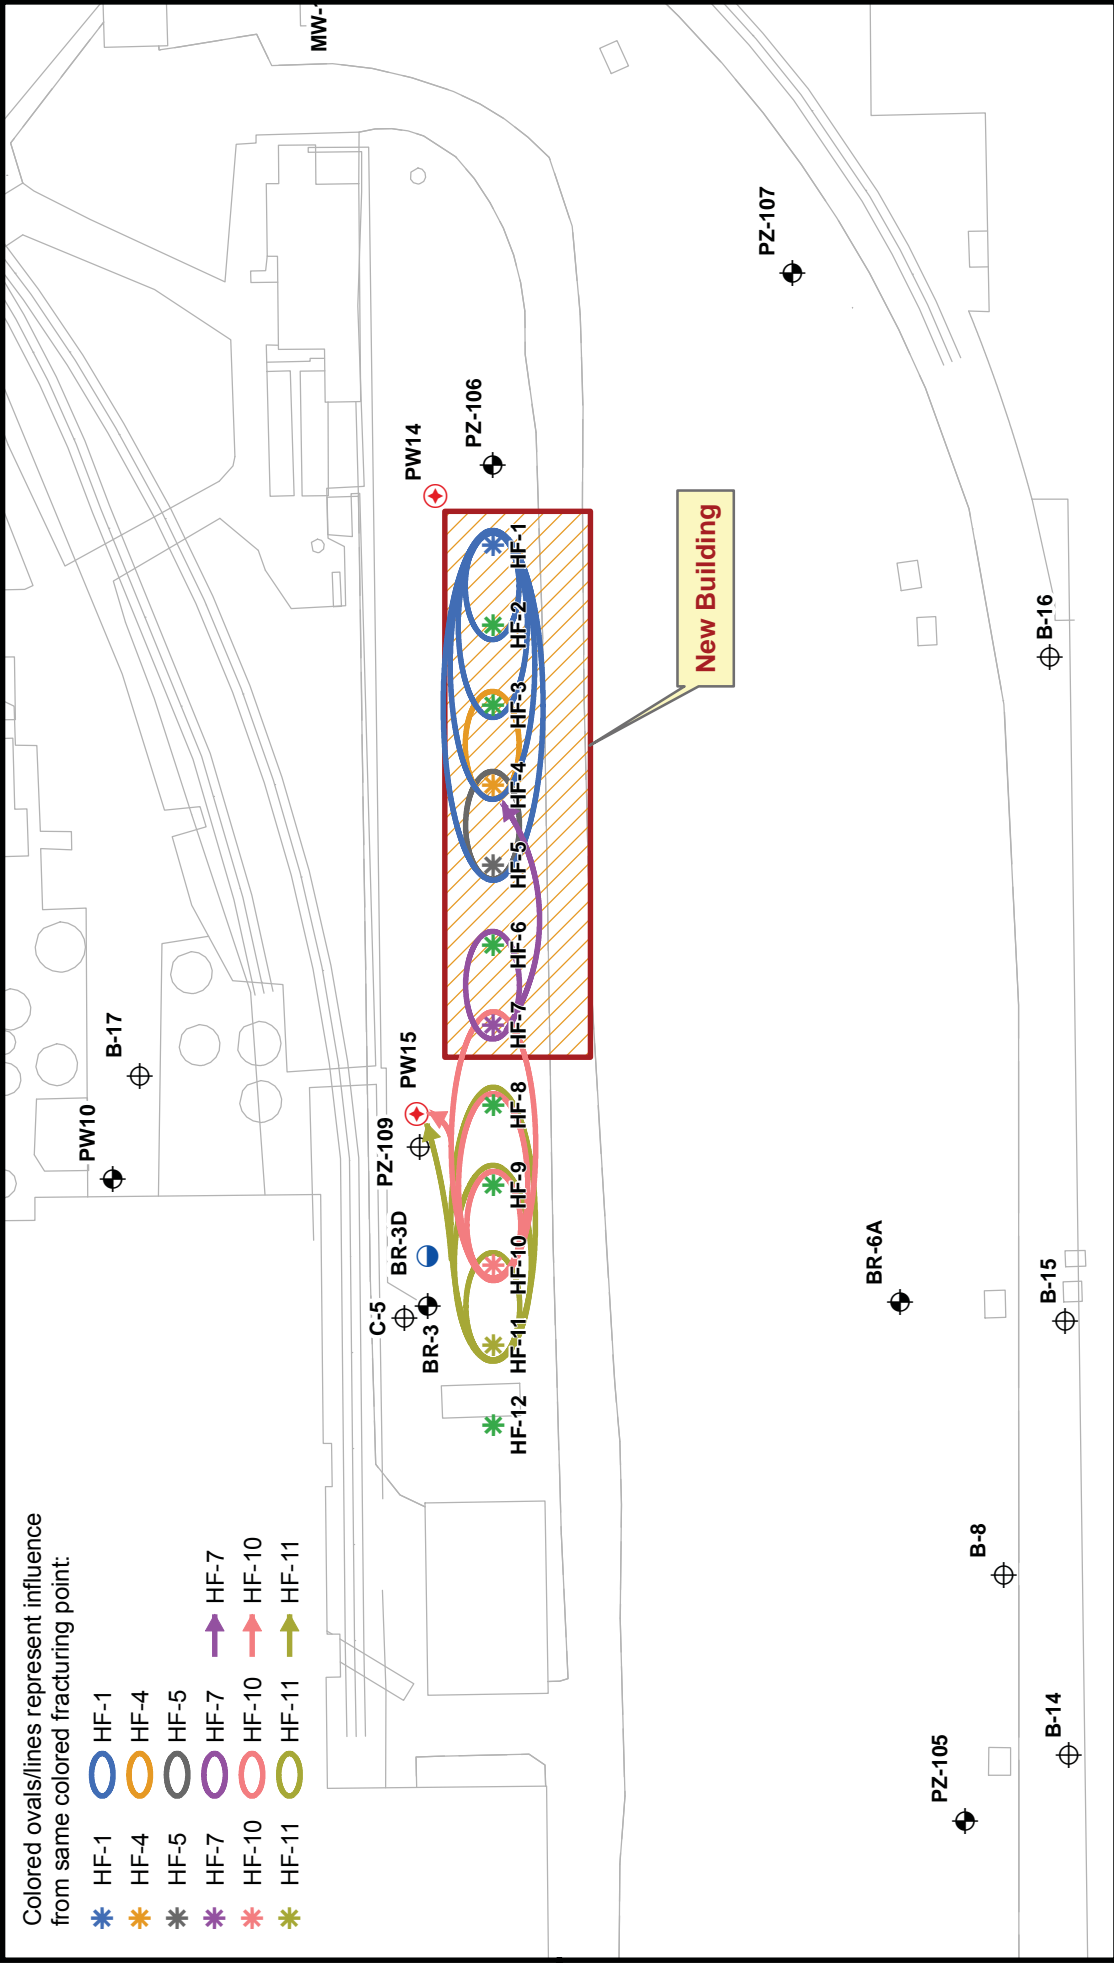 Colored ovals/lines represent influence
from same colored fracturing point:
HF-1 HF-1
HF-4 HF-4
HF-5 HF-5
HF-7 HF-7 HF-7
HF-10 HF-10 HF-10
HF-11 HF-11 HF-11
MW-
PW10
B-17
PW15
PZ-109
BR-3D
C-5
BR-3
PW14
PZ-106
PZ-107
HF-12
HF-11
HF-10
HF-9
HF-8
HF-7
HF-6
HF-5
HF-4
HF-3
HF-2
HF-1
New Building
BR-6A
B-16
B-15
B-8
B-14
PZ-105